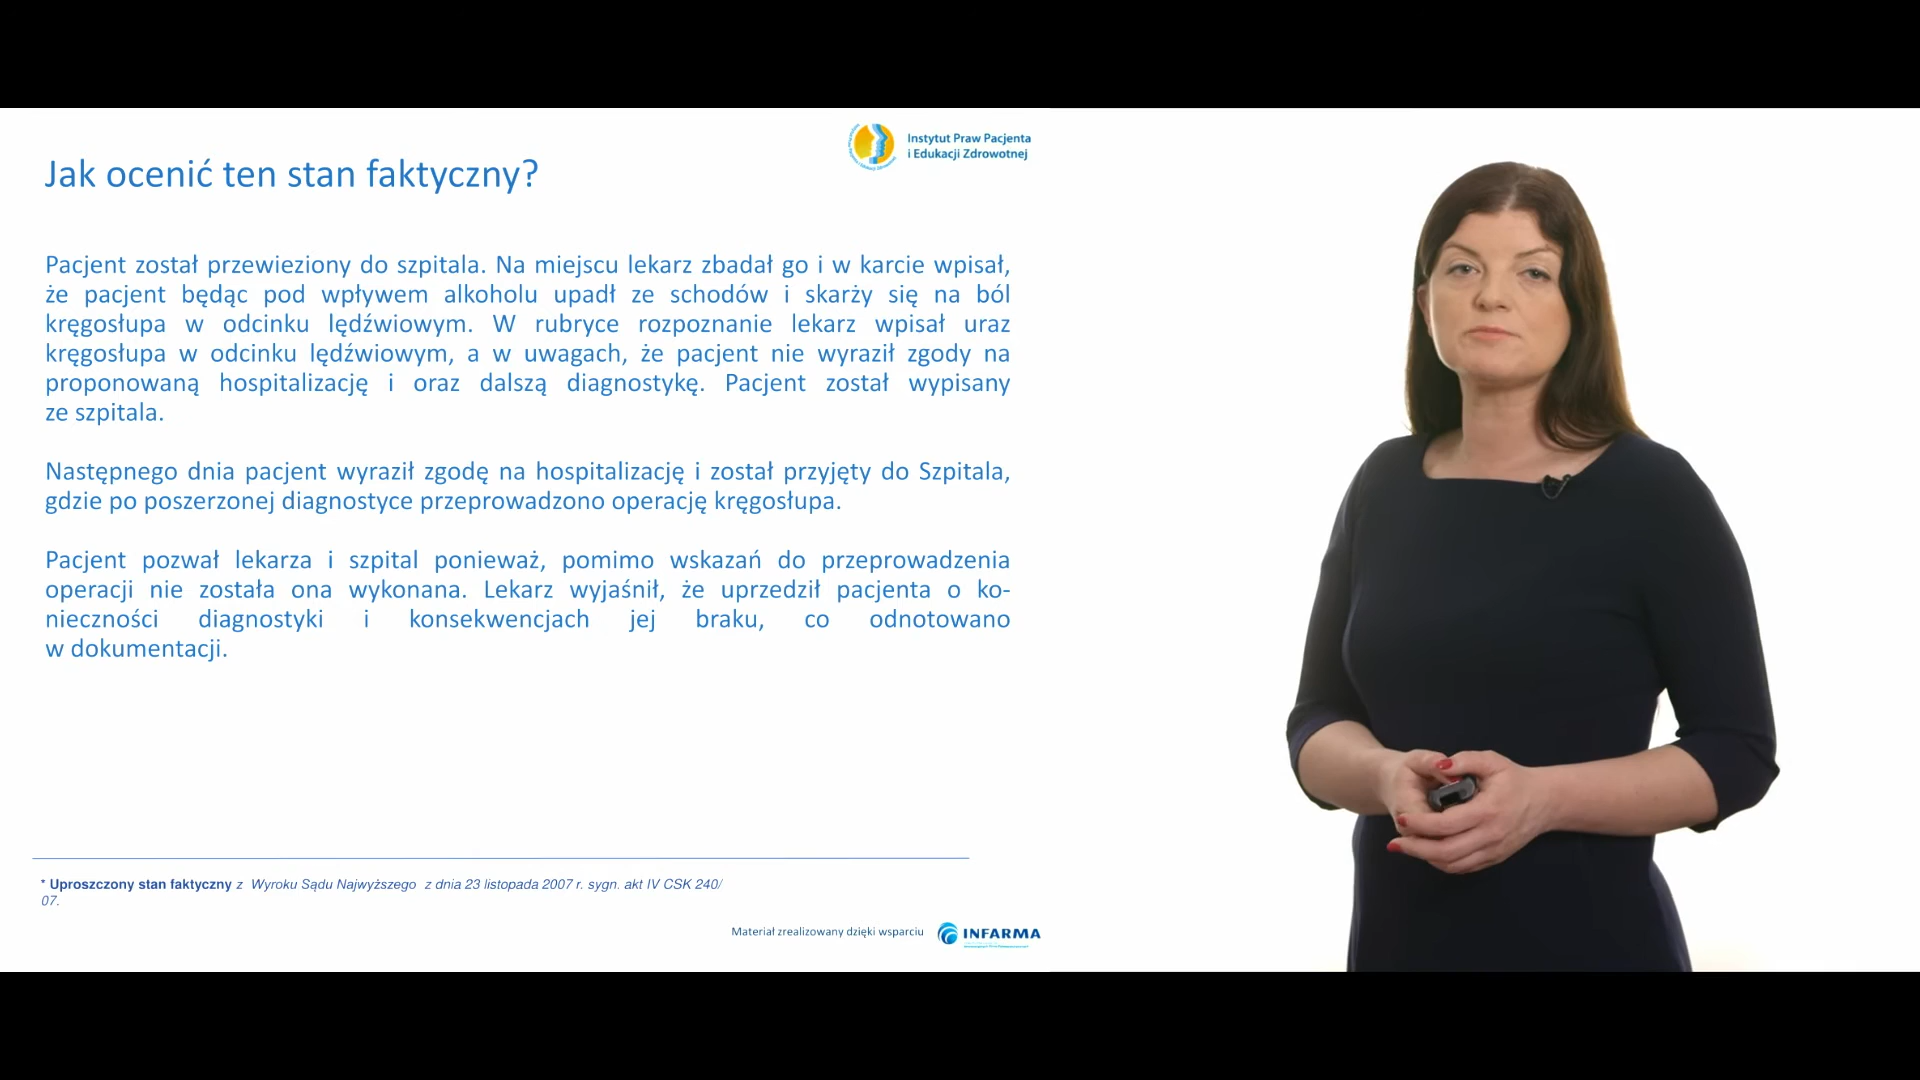 Instytut Praw Pacjenta
i Edukacji Zdrowotnej
Jak ocenić ten stan faktyczny?
Pacjent został przewieziony do szpitala. Na miejscu lekarz zbadał go i w karcie wpisał,
że pacjent będąc pod wpływem alkoholu upadł ze schodów i skarży się na ból
kręgosłupa w odcinku lędźwiowym. W rubryce rozpoznanie lekarz wpisał uraz
kręgosłupa w odcinku lędźwiowym, a w uwagach, że pacjent nie wyraził zgody na
proponowaną hospitalizację i oraz dalszą diagnostykę. Pacjent został wypisany
ze szpitala.
Następnego dnia pacjent wyraził zgodę na hospitalizację i został przyjęty do Szpitala,
gdzie po poszerzonej diagnostyce przeprowadzono operację kręgosłupa.
Pacjent pozwał lekarza i szpital ponieważ, pomimo wskazań do przeprowadzenia
operacji nie została ona wykonana. Lekarz wyjaśnił, że uprzedził pacjenta o ko-
nieczności diagnostyki i konsekwencjach jej braku, co odnotowano
w dokumentacji.
* Uproszczony stan faktyczny z Wyroku Sądu Najwyższego z dnia 23 listopada 2007 r. sygn. akt IV CSK 240/
07.
Materiał zrealizowany dzięki wsparciu
INFARMA